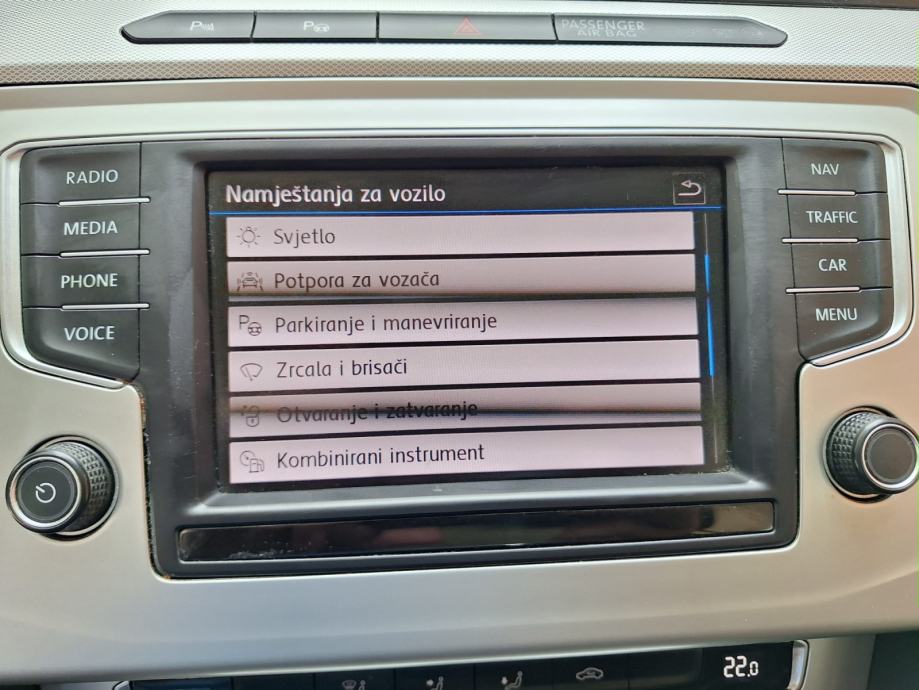 PASSENGER
AIR BAG
RADIO
MEDIA
PHONE
VOICE
Namještanja za vozilo
Svjetlo
Potpora za vozača
P Parkiranje i manevriranje
Zrcala i brisači
Otvaranje i zatvaranje
Kombinirani instrument
NAV
TRAFFIC
CAR
MENU
22.0